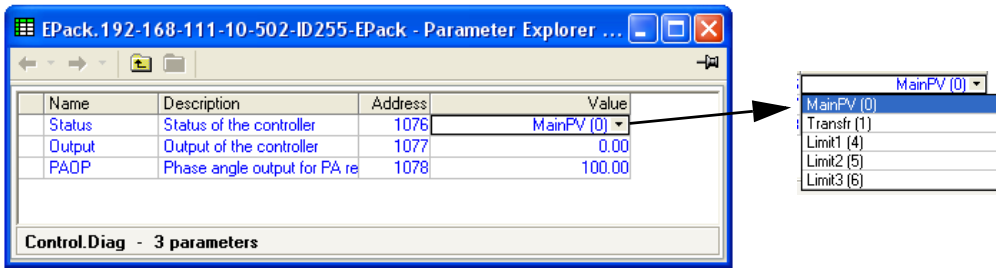 EPack.192-168-111-10-502-ID255-EPack - Parameter Explorer ...
Name Description Address Value
Status Status of the controller 1076 MainPV (0)
Output Output of the controller 1077 0.00
PAOP Phase angle output for PA re 1078 100.00
Control.Diag - 3 parameters
MainPV (0)
MainPV (0)
Transfr (1)
Limit1 (4)
Limit2 (5)
Limit3 (6)